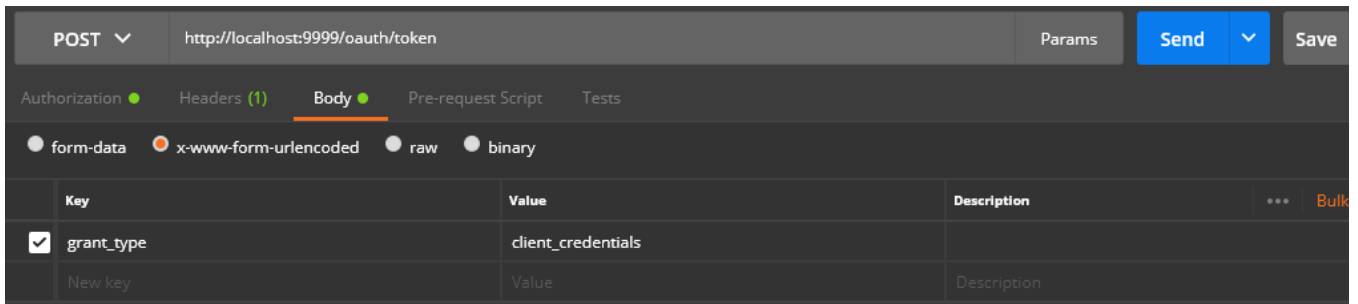 POST http://localhost:9999/oauth/token Params Send Save
Authorization Headers (1) Body Pre-request Script Tests
form-data x-www-form-urlencoded raw binary
Key Value Description ••• Bulk
grant_type client_credentials
New key Value Description